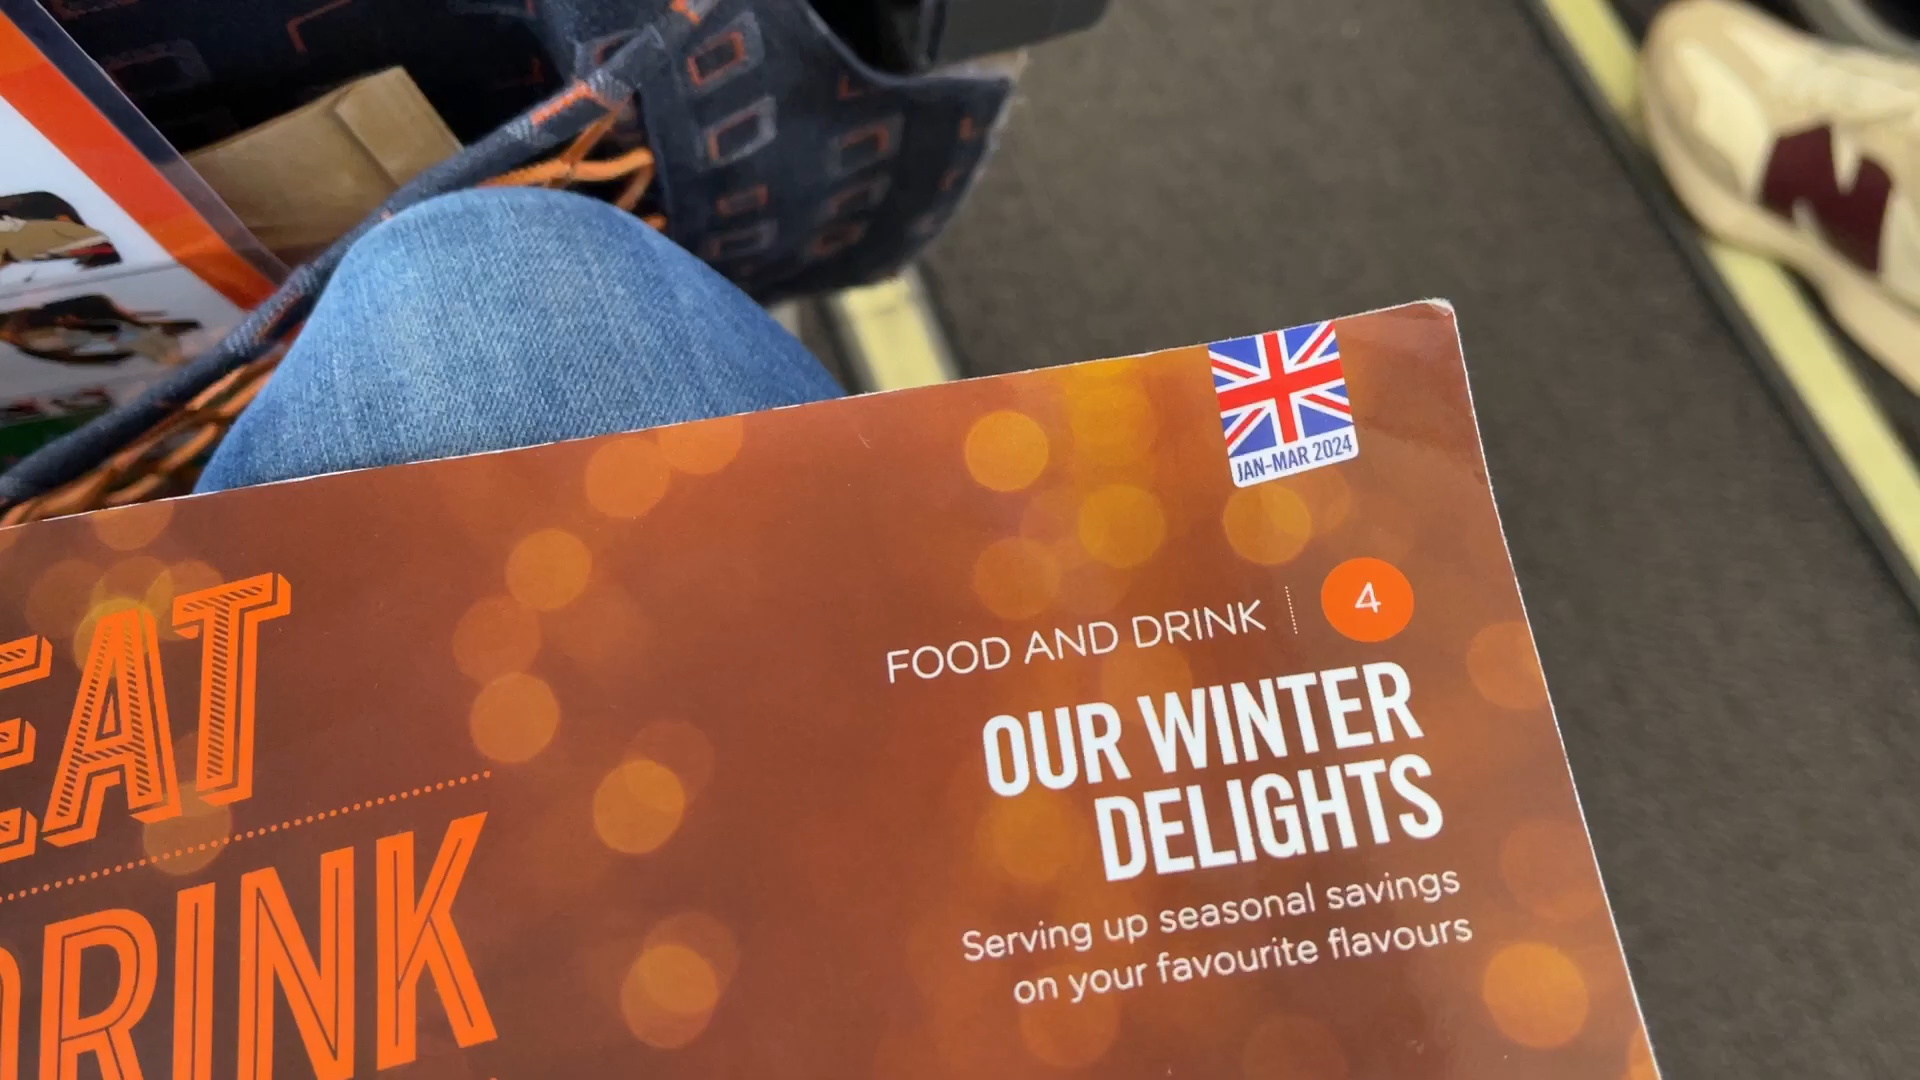 EAT
DRINK
JAN-MAR 2024
FOOD AND DRINK 4
OUR WINTER
DELIGHTS
Serving up seasonal savings
on your favourite flavours